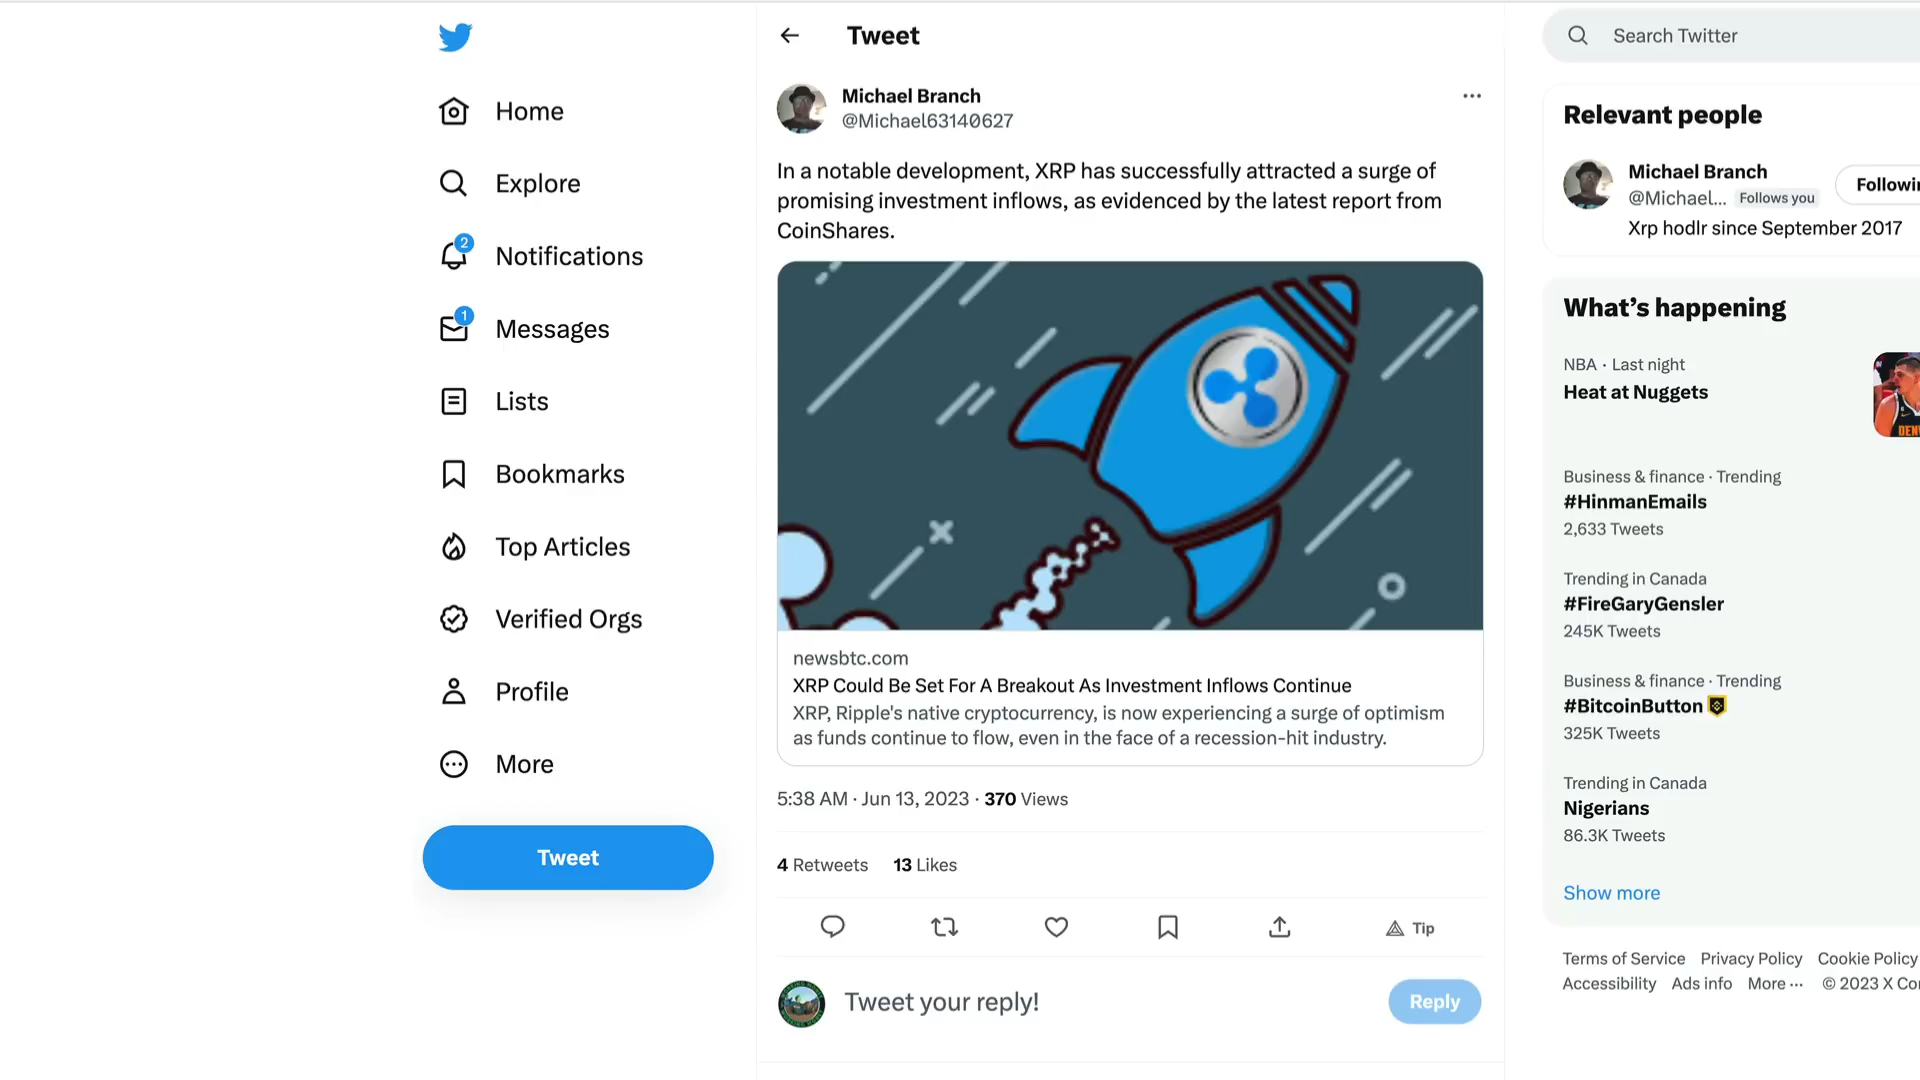 Home
Explore
2
Notifications
1
Messages
Lists
Bookmarks
Top Articles
Verified Orgs
Profile
More
Tweet
Tweet
Michael Branch
@Michael63140627
In a notable development, XRP has successfully attracted a surge of
promising investment inflows, as evidenced by the latest report from
CoinShares.
newsbtc.com
XRP Could Be Set For A Breakout As Investment Inflows Continue
XRP, Ripple's native cryptocurrency, is now experiencing a surge of optimism
as funds continue to flow, even in the face of a recession-hit industry.
5:38 AM · Jun 13, 2023 · 370 Views
4 Retweets 13 Likes
Tip
Tweet your reply!
Reply
Search Twitter
Relevant people
Michael Branch
@Michael... Follows you
Followin
Xrp hodlr since September 2017
What's happening
NBA · Last night
Heat at Nuggets
Business & finance · Trending
#HinmanEmails
2,633 Tweets
Trending in Canada
#FireGaryGensler
245K Tweets
Business & finance · Trending
#BitcoinButton
325K Tweets
Trending in Canada
Nigerians
86.3K Tweets
Show more
Terms of Service Privacy Policy Cookie Policy
Accessibility Ads info More ··· © 2023 X Cor